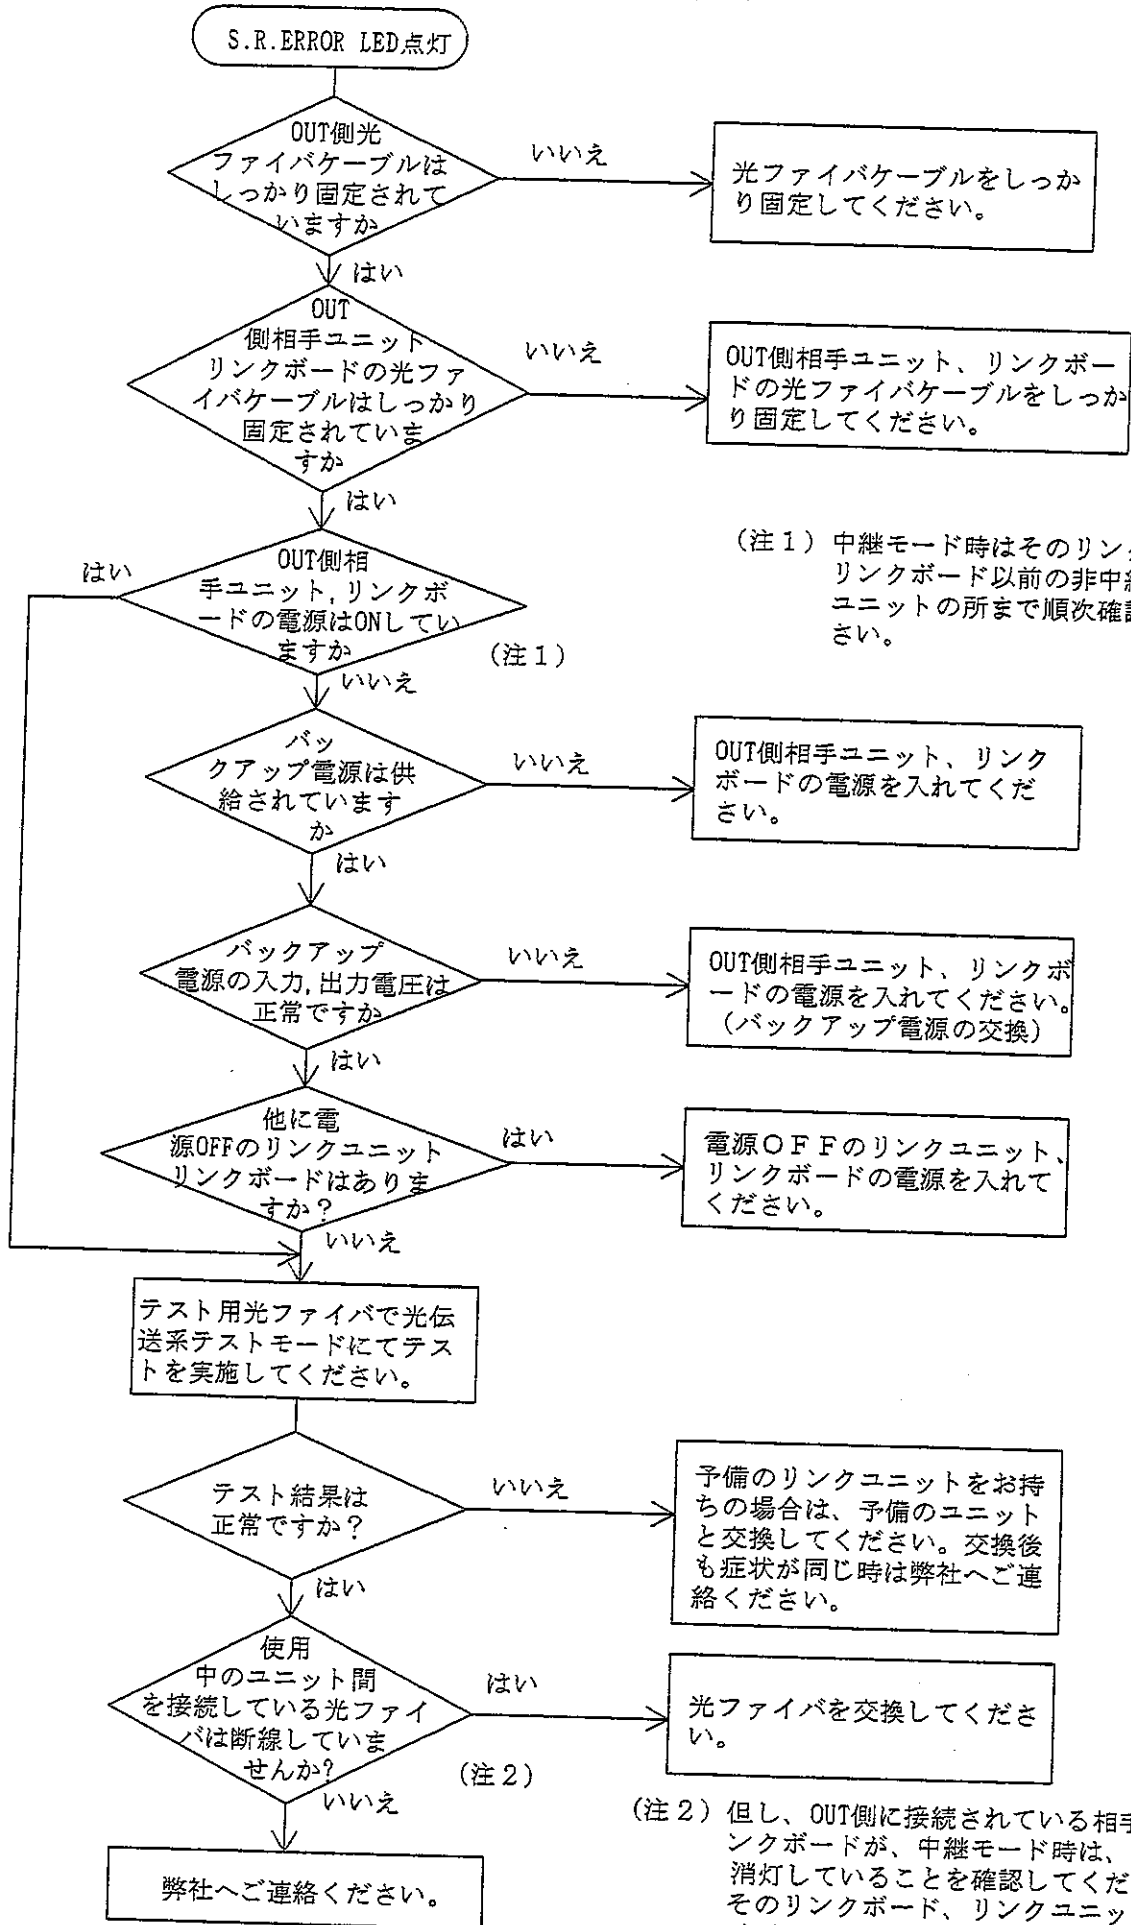 S.R.ERROR LED点灯
OUT側光
ファイバケーブルは
しっかり固定されて
いますか
いいえ
光ファイバケーブルをしっか
り固定してください。
はい
OUT
側相手ユニット
リンクボードの光ファ
イバケーブルはしっかり
固定されていま
すか
いいえ
OUT側相手ユニット、リンクボー
ドの光ファイバケーブルをしっか
り固定してください。
はい
OUT側相
手ユニット,リンクボ
ードの電源はONしてい
ますか
はい
(注1)
(注1) 中継モード時はそのリンク
リンクボード以前の非中継
ユニットの所まで順次確認
さい。
いいえ
バッ
クアップ電源は供
給されています
か
いいえ
OUT側相手ユニット、リンク
ボードの電源を入れてくだ
さい。
はい
バックアップ
電源の入力,出力電圧は
正常ですか
いいえ
OUT側相手ユニット、リンクボ
ードの電源を入れてください。
(バックアップ電源の交換)
はい
他に電
源OFFのリンクユニット
リンクボードはありま
すか?
はい
電源OFFのリンクユニット、
リンクボードの電源を入れて
ください。
いいえ
テスト用光ファイバで光伝
送系テストモードにてテス
トを実施してください。
テスト結果は
正常ですか?
いいえ
予備のリンクユニットをお持
ちの場合は、予備のユニット
と交換してください。交換後
も症状が同じ時は弊社へご連
絡ください。
はい
使用
中のユニット間
を接続している光ファイ
バは断線していま
せんか?
はい
光ファイバを交換してくださ
い。
(注2)
いいえ
弊社へご連絡ください。
(注2) 但し、OUT側に接続されている相手
ンクボードが、中継モード時は、
消灯していることを確認してくだ
そのリンクボード、リンクユニッ